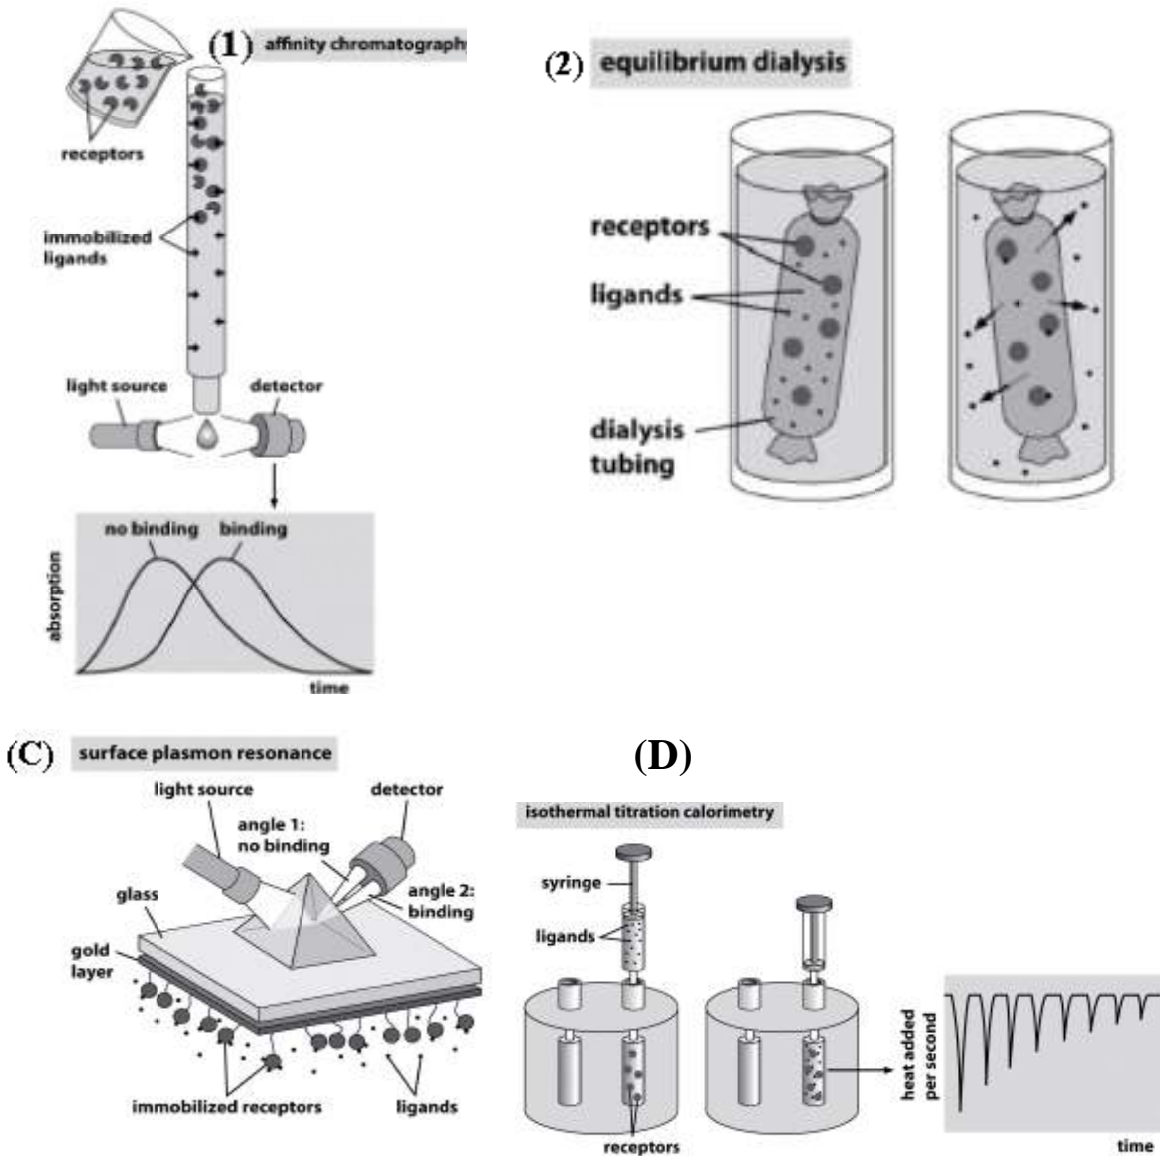 (1) affinity chromatography
receptors
immobilized
ligands
light source
detector
no binding
binding
absorption
time
(2) equilibrium dialysis
receptors
ligands
dialysis
tubing
(C) surface plasmon resonance
light source
detector
angle 1:
no binding
glass
angle 2:
binding
gold
layer
immobilized receptors
ligands
(D)
isothermal titration calorimetry
syringe
ligands
receptors
heat added
per second
time